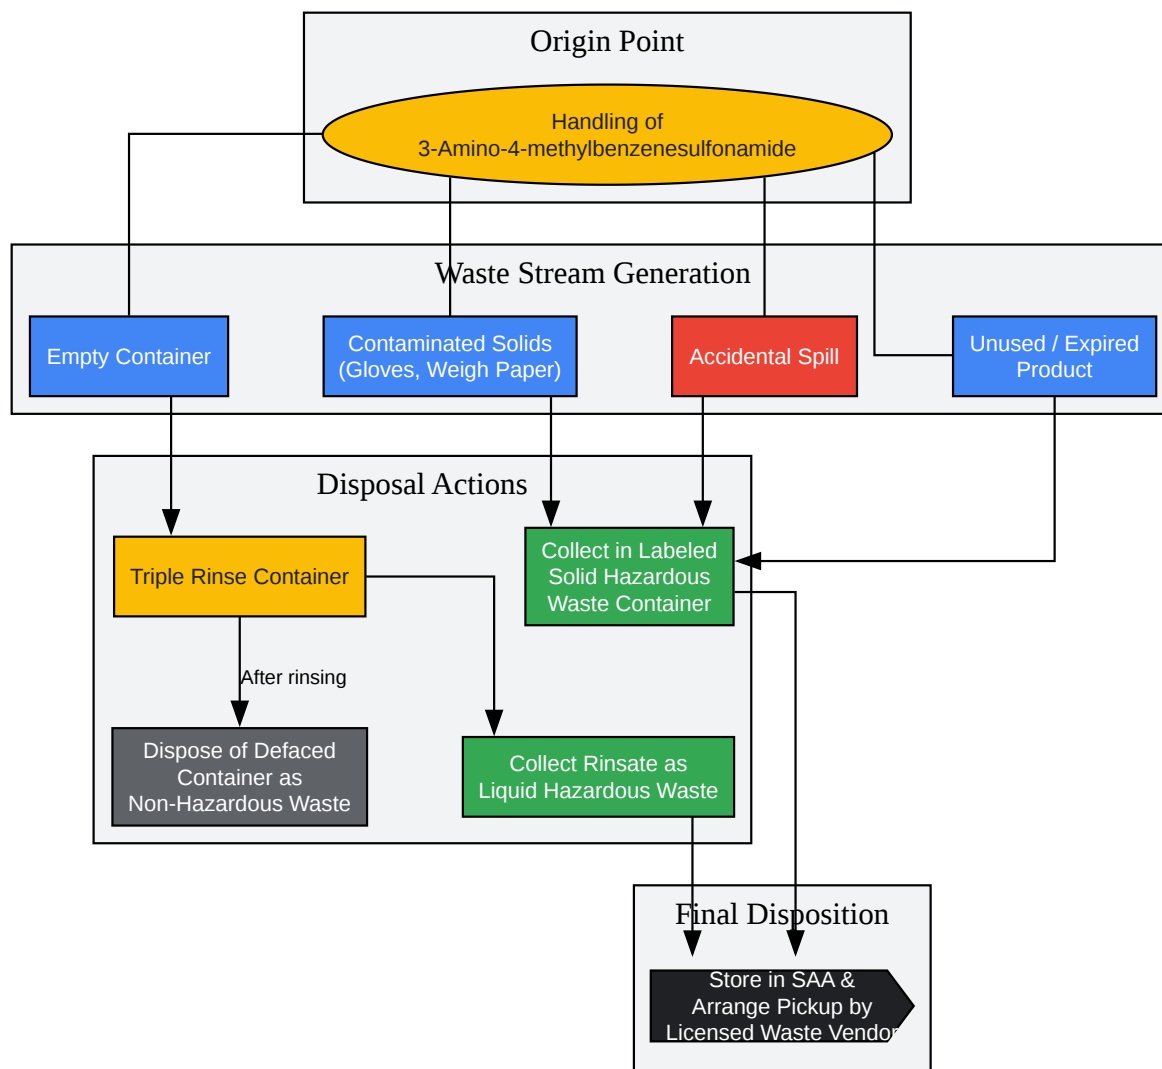 Origin Point
Handling of
3-Amino-4-methylbenzenesulfonamide
Waste Stream Generation
Empty Container
Contaminated Solids
(Gloves, Weigh Paper)
Accidental Spill
Unused / Expired
Product
Disposal Actions
Triple Rinse Container
Collect in Labeled
Solid Hazardous
Waste Container
After rinsing
Dispose of Defaced
Container as
Non-Hazardous Waste
Collect Rinsate as
Liquid Hazardous Waste
Final Disposition
Store in SAA &
Arrange Pickup by
Licensed Waste Vendor